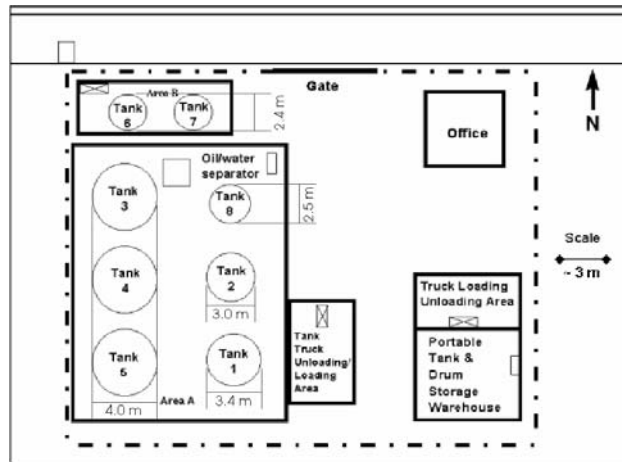 Gate
N
Area B
Tank
6
Tank
7
2.4 m
Office
Oil/water
separator
Tank
3
Tank
8
2.5 m
Scale
~ 3 m
Tank
4
Tank
2
3.0 m
Truck Loading
Unloading Area
Tank
Truck
Unloading/
Loading
Area
Portable
Tank &
Drum
Storage
Warehouse
Tank
5
Tank
1
4.0 m
Area A
3.4 m